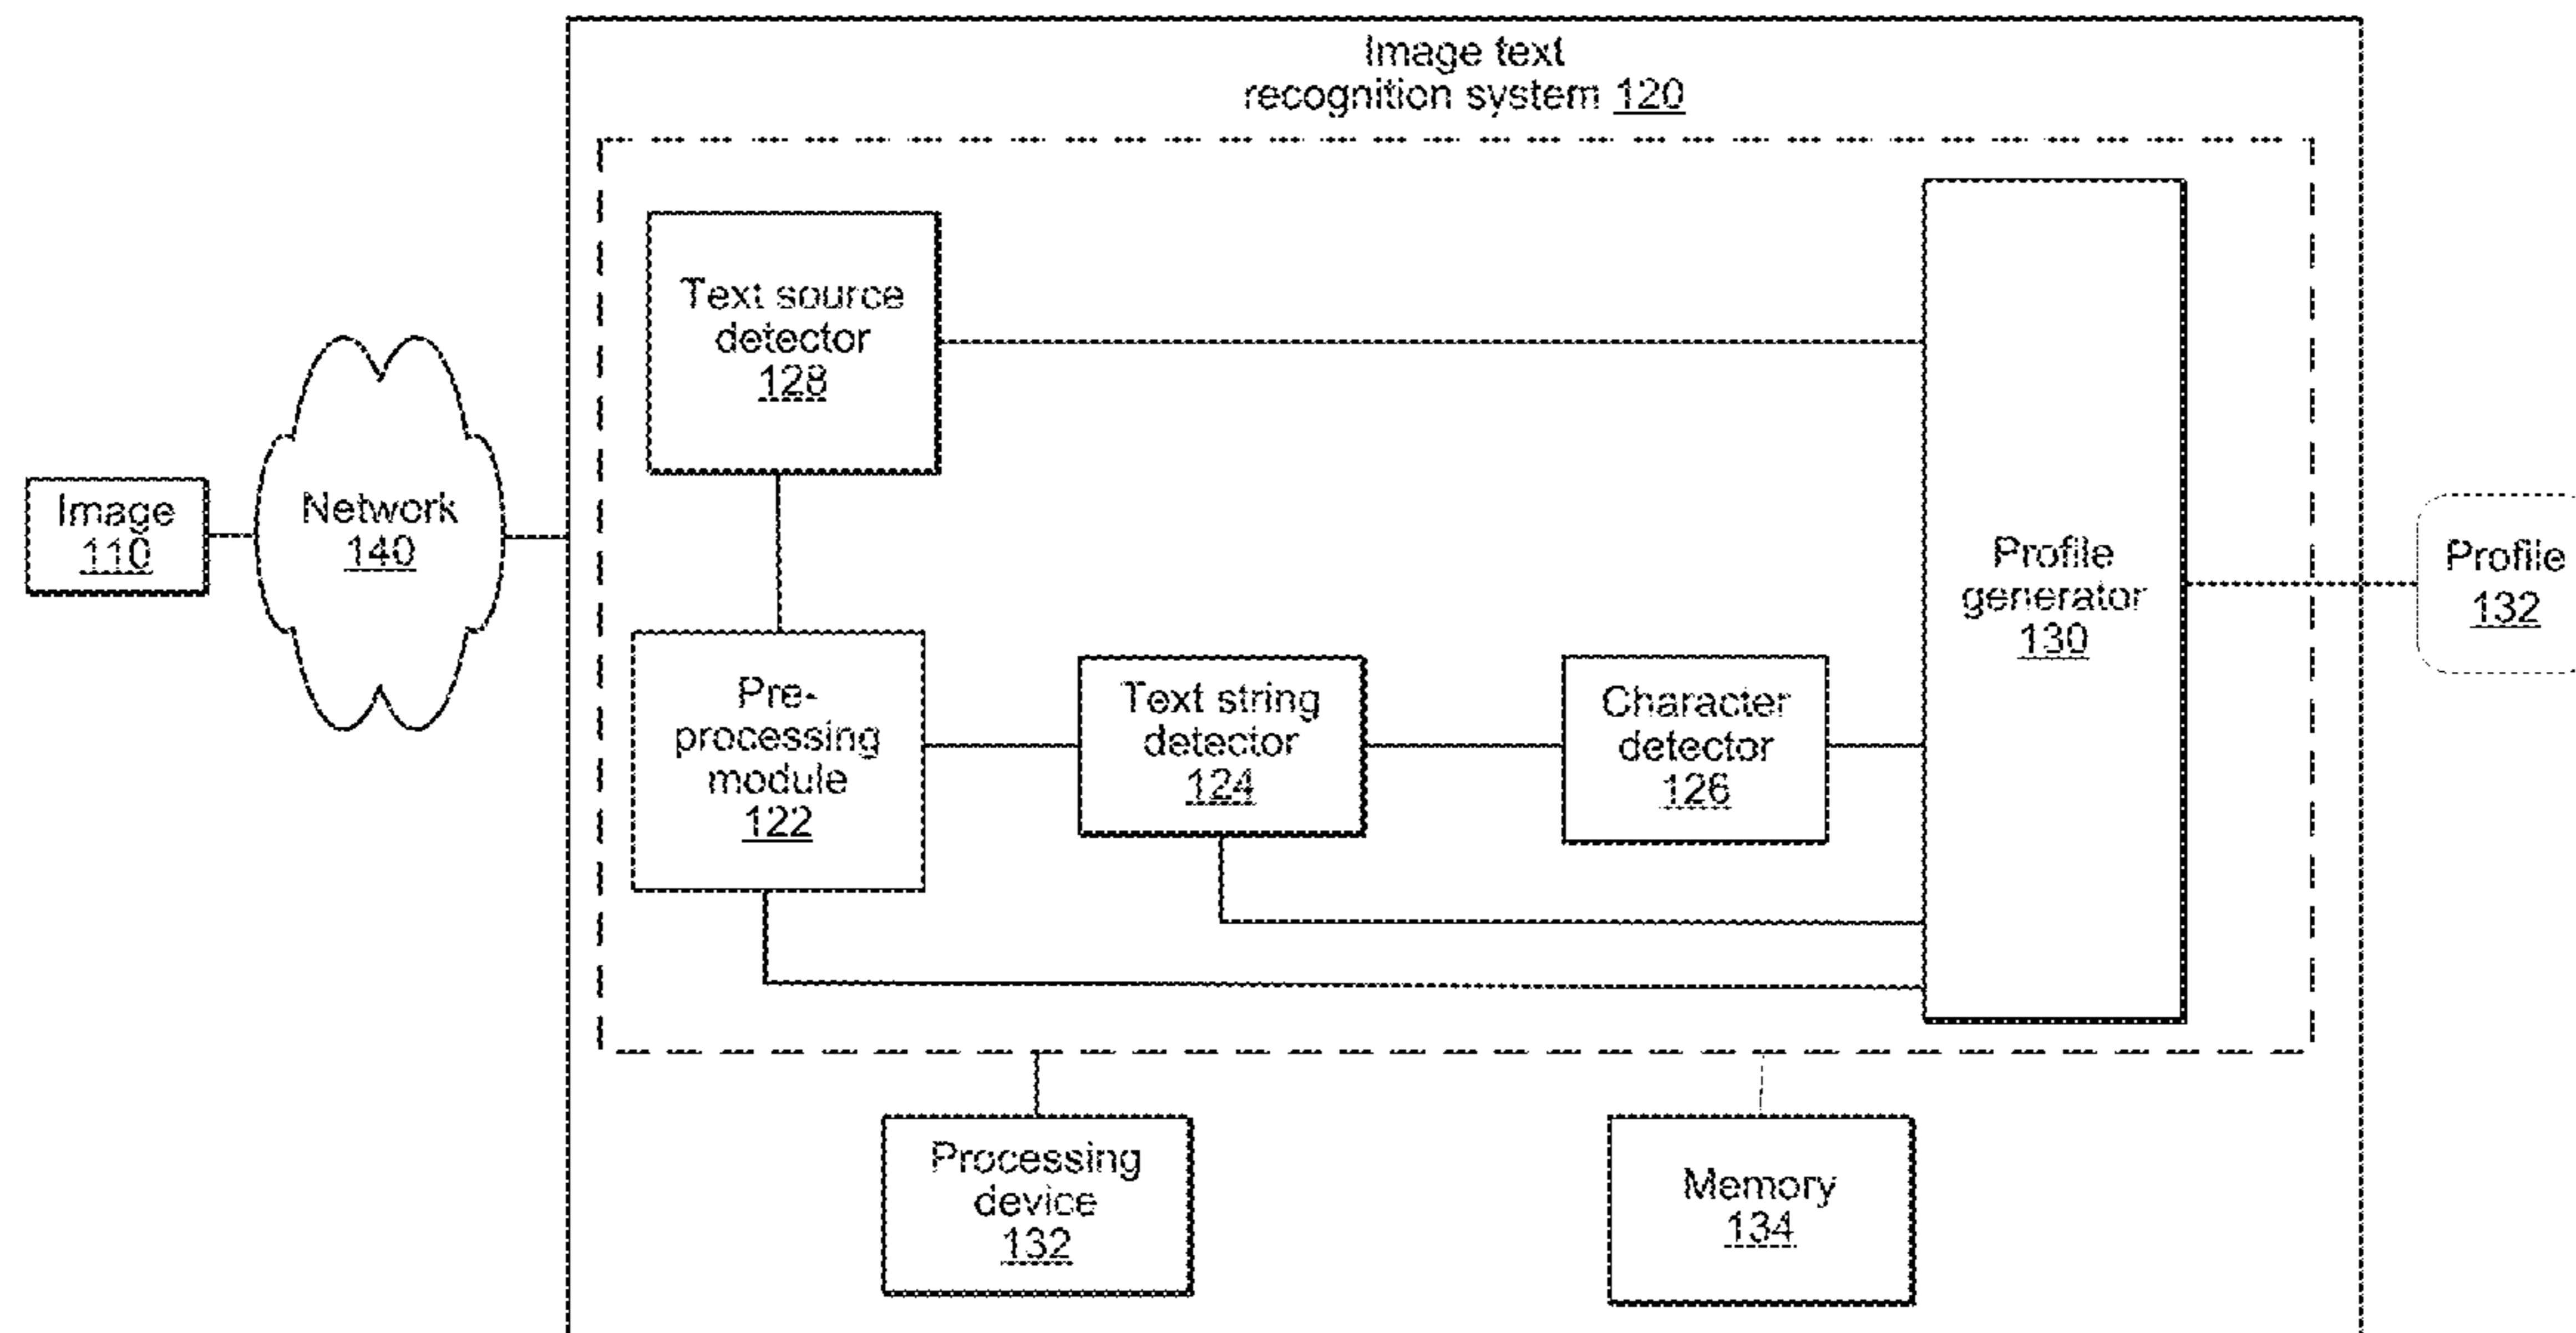 Image text
recognition system 120
Text source
detector
128
Image
110
Network
140
Profile
generator
130
Profile
132
Pre-
processing
module
122
Text string
detector
124
Character
detector
126
Processing
device
132
Memory
134